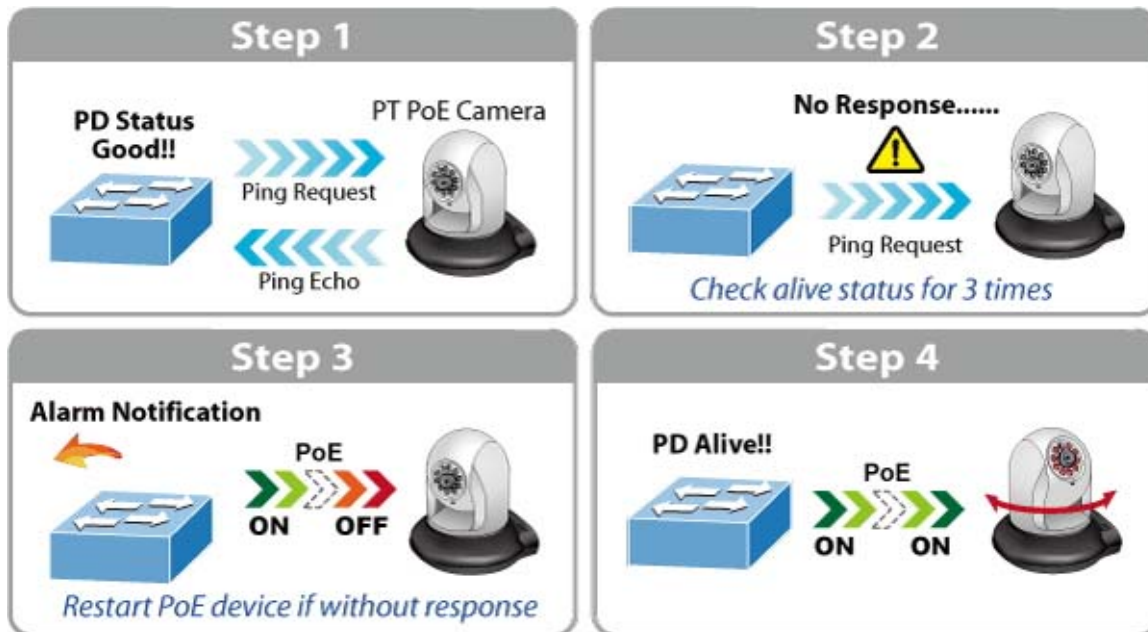 Step 1
PD Status
Good!!
PT PoE Camera
Ping Request
Ping Echo
Step 2
No Response......
Ping Request
Check alive status for 3 times
Step 3
Alarm Notification
PoE
ON OFF
Restart PoE device if without response
Step 4
PD Alive!!
PoE
ON ON